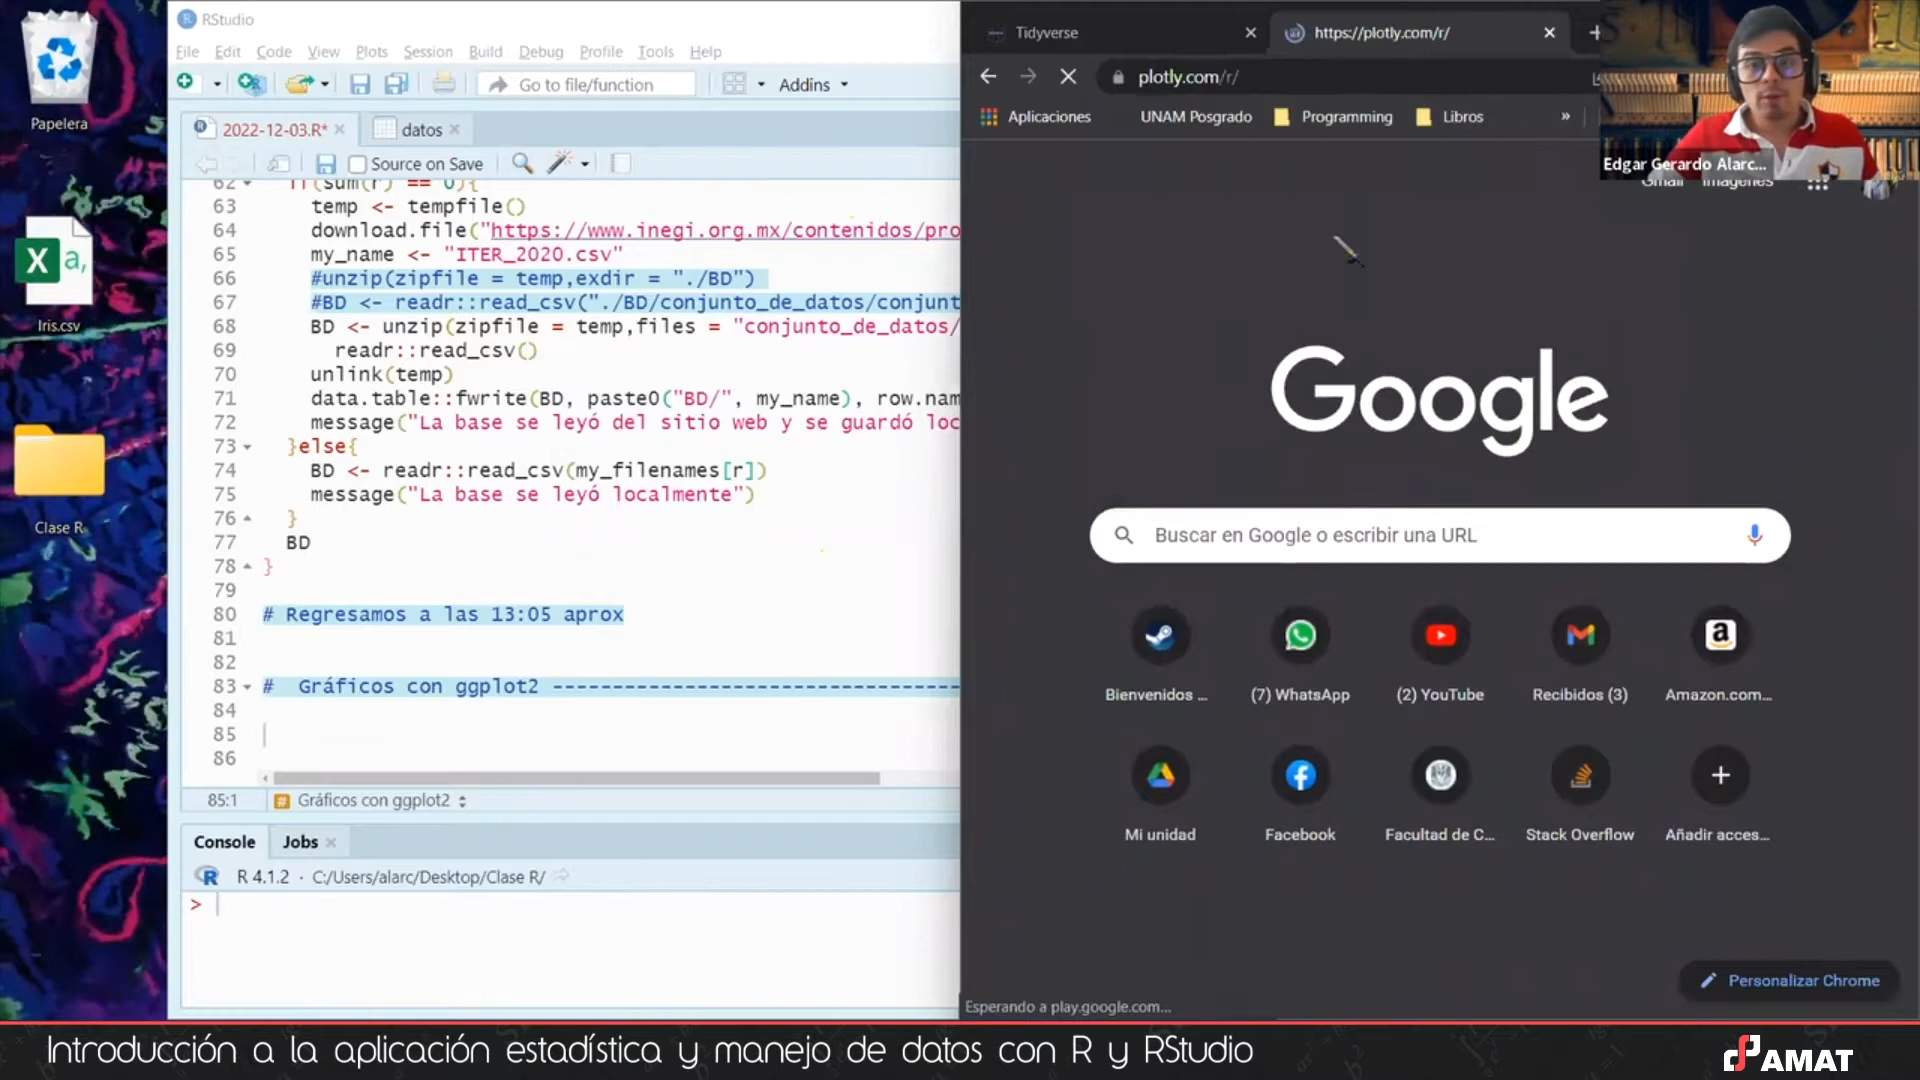 Papelera
Iris.csv
Clase R
RStudio
File Edit Code View Plots Session Build Debug Profile Tools Help
Go to file/function
Addins
2022-12-03.R*
datos
Source on Save
62 if(sum(r) == 0){
63 temp <- tempfile()
64 download.file("https://www.inegi.org.mx/contenidos/pro
65 my_name <- "ITER_2020.csv"
66 #unzip(zipfile = temp,exdir = "./BD")
67 #BD <- readr::read_csv("./BD/conjunto_de_datos/conjunt
68 BD <- unzip(zipfile = temp,files = "conjunto_de_datos/
69 readr::read_csv()
70 unlink(temp)
71 data.table::fwrite(BD, paste0("BD/", my_name), row.nam
72 message("La base se leyó del sitio web y se guardó loc
73 }else{
74 BD <- readr::read_csv(my_filenames[r])
75 message("La base se leyó localmente")
76 }
77 BD
78 }
79
80 # Regresamos a las 13:05 aprox
81
82
83 # Gráficos con ggplot2 ----------------------------------
84
85
86
85:1 Gráficos con ggplot2
Console Jobs
R 4.1.2 · C:/Users/alarc/Desktop/Clase R/
>
Tidyverse
https://plotly.com/r/
plotly.com/r/
Aplicaciones UNAM Posgrado Programming Libros »
Edgar Gerardo Alarc...
Gmail Imágenes
Google
Buscar en Google o escribir una URL
Bienvenidos ... (7) WhatsApp (2) YouTube Recibidos (3) Amazon.com...
Mi unidad Facebook Facultad de C... Stack Overflow Añadir acces...
Personalizar Chrome
Esperando a play.google.com...
Introducción a la aplicación estadística y manejo de datos con R y RStudio
AMAT